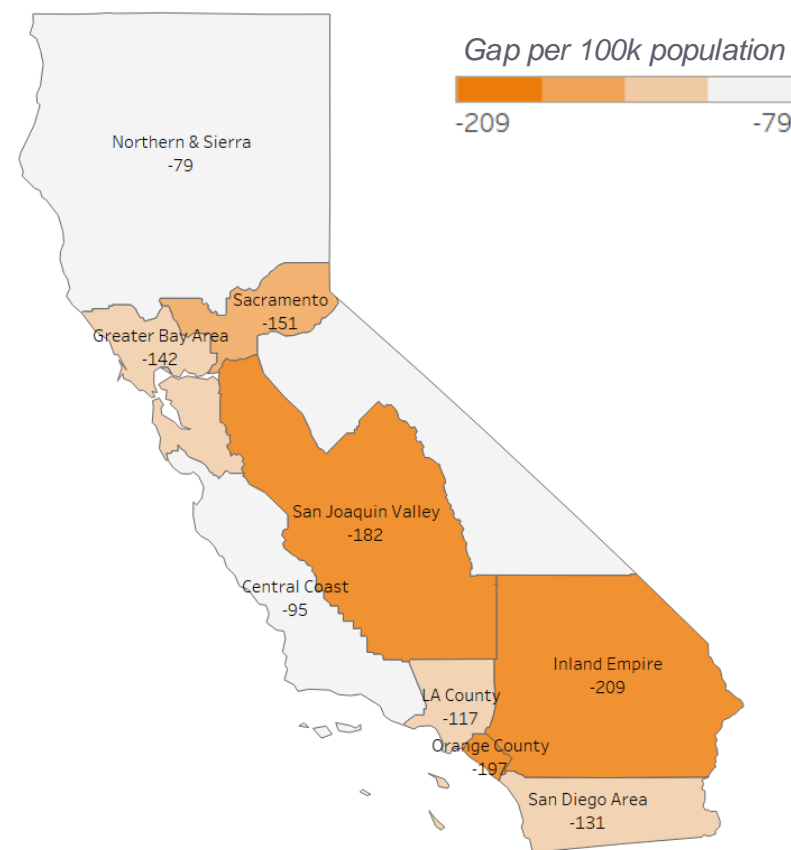 Gap per 100k population
-209 -79
Northern & Sierra
-79
Sacramento
-151
Greater Bay Area
-142
San Joaquin Valley
-182
Central Coast
-95
Inland Empire
-209
LA County
-117
Orange County
-197
San Diego Area
-131